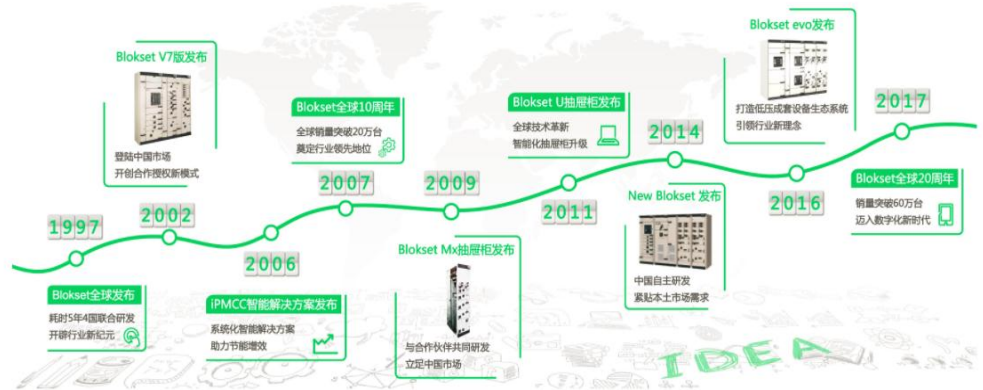 1997
Blokset全球发布
耗时5年4国联合研发
开辟行业新纪元
Blokset V7版发布
登陆中国市场
开创合作授权新模式
2002
2006
iPMCC智能解决方案发布
系统化智能解决方案
助力节能增效
Blokset全球10周年
全球销量突破20万台
奠定行业领先地位
2007
2009
Blokset Mx抽屉柜发布
与合作伙伴共同研发
立足中国市场
Blokset U抽屉柜发布
全球技术革新
智能化抽屉柜升级
2011
2014
New Blokset 发布
中国自主研发
紧贴本土市场需求
Blokset evo发布
打造低压成套设备生态系统
引领行业新理念
2016
2017
Blokset全球20周年
销量突破60万台
迈入数字化新时代
IDEA